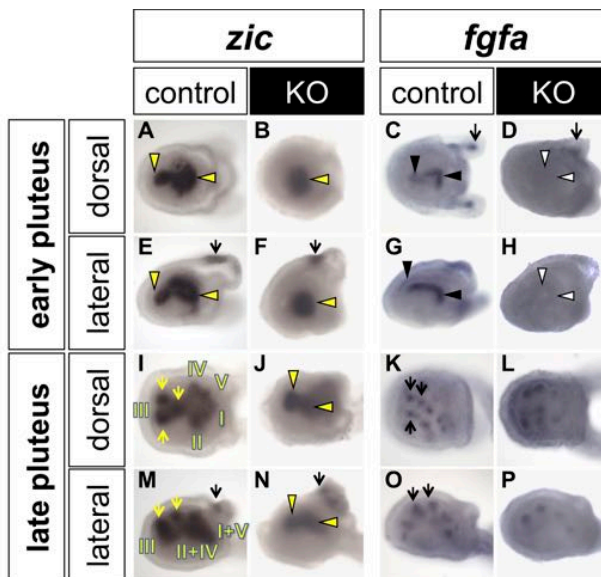 zic fgfa
control KO control KO
early pluteus
dorsal
A B C D
lateral
E F G H
late pluteus
dorsal
I IV V III I II J K L
lateral
M III II+IV I+V N O P